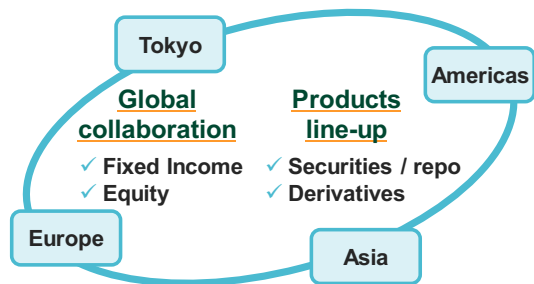 Tokyo
Americas
Global
collaboration
✓ Fixed Income
✓ Equity
Products
line-up
✓ Securities / repo
✓ Derivatives
Europe
Asia